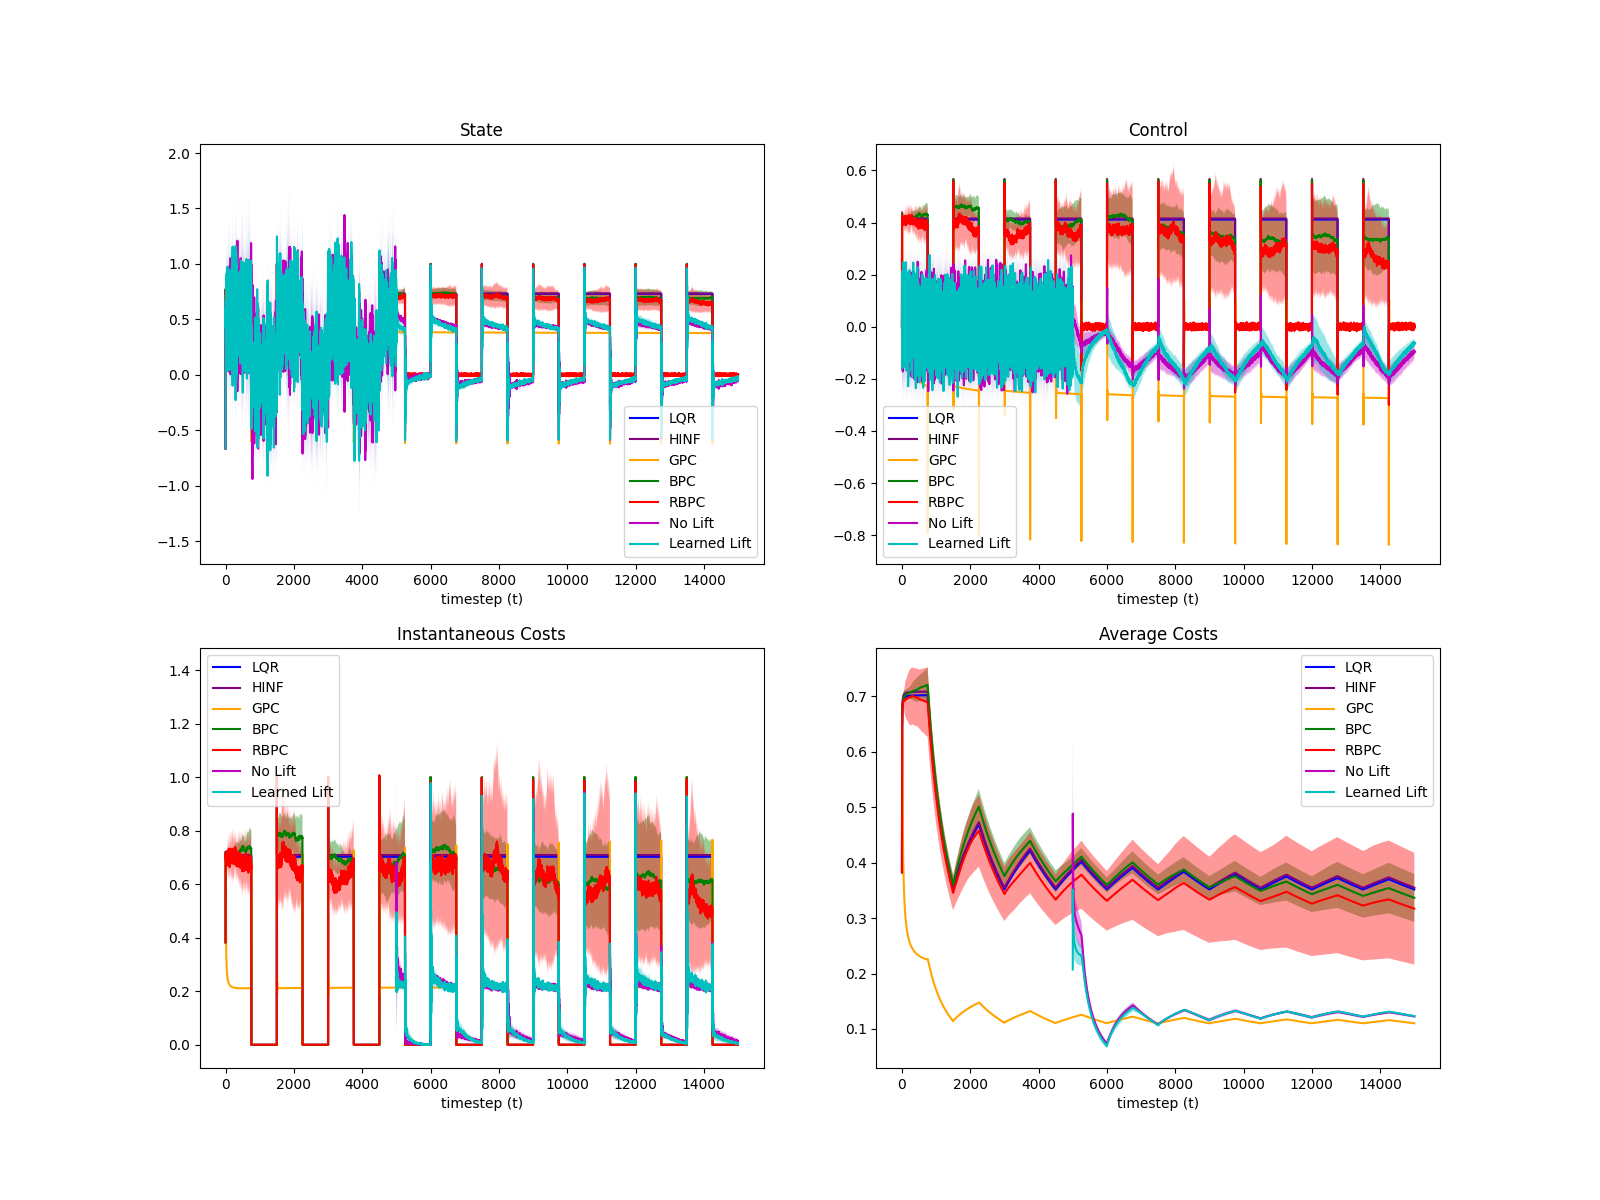 State
2.0
1.5
1.0
0.5
0.0
−0.5
−1.0
−1.5
0 2000 4000 6000 8000 10000 12000 14000
timestep (t)
LQR
HINF
GPC
BPC
RBPC
No Lift
Learned Lift
Control
0.6
0.4
0.2
0.0
−0.2
−0.4
−0.6
−0.8
0 2000 4000 6000 8000 10000 12000 14000
timestep (t)
LQR
HINF
GPC
BPC
RBPC
No Lift
Learned Lift
Instantaneous Costs
1.4
1.2
1.0
0.8
0.6
0.4
0.2
0.0
0 2000 4000 6000 8000 10000 12000 14000
timestep (t)
LQR
HINF
GPC
BPC
RBPC
No Lift
Learned Lift
Average Costs
0.7
0.6
0.5
0.4
0.3
0.2
0.1
0 2000 4000 6000 8000 10000 12000 14000
timestep (t)
LQR
HINF
GPC
BPC
RBPC
No Lift
Learned Lift